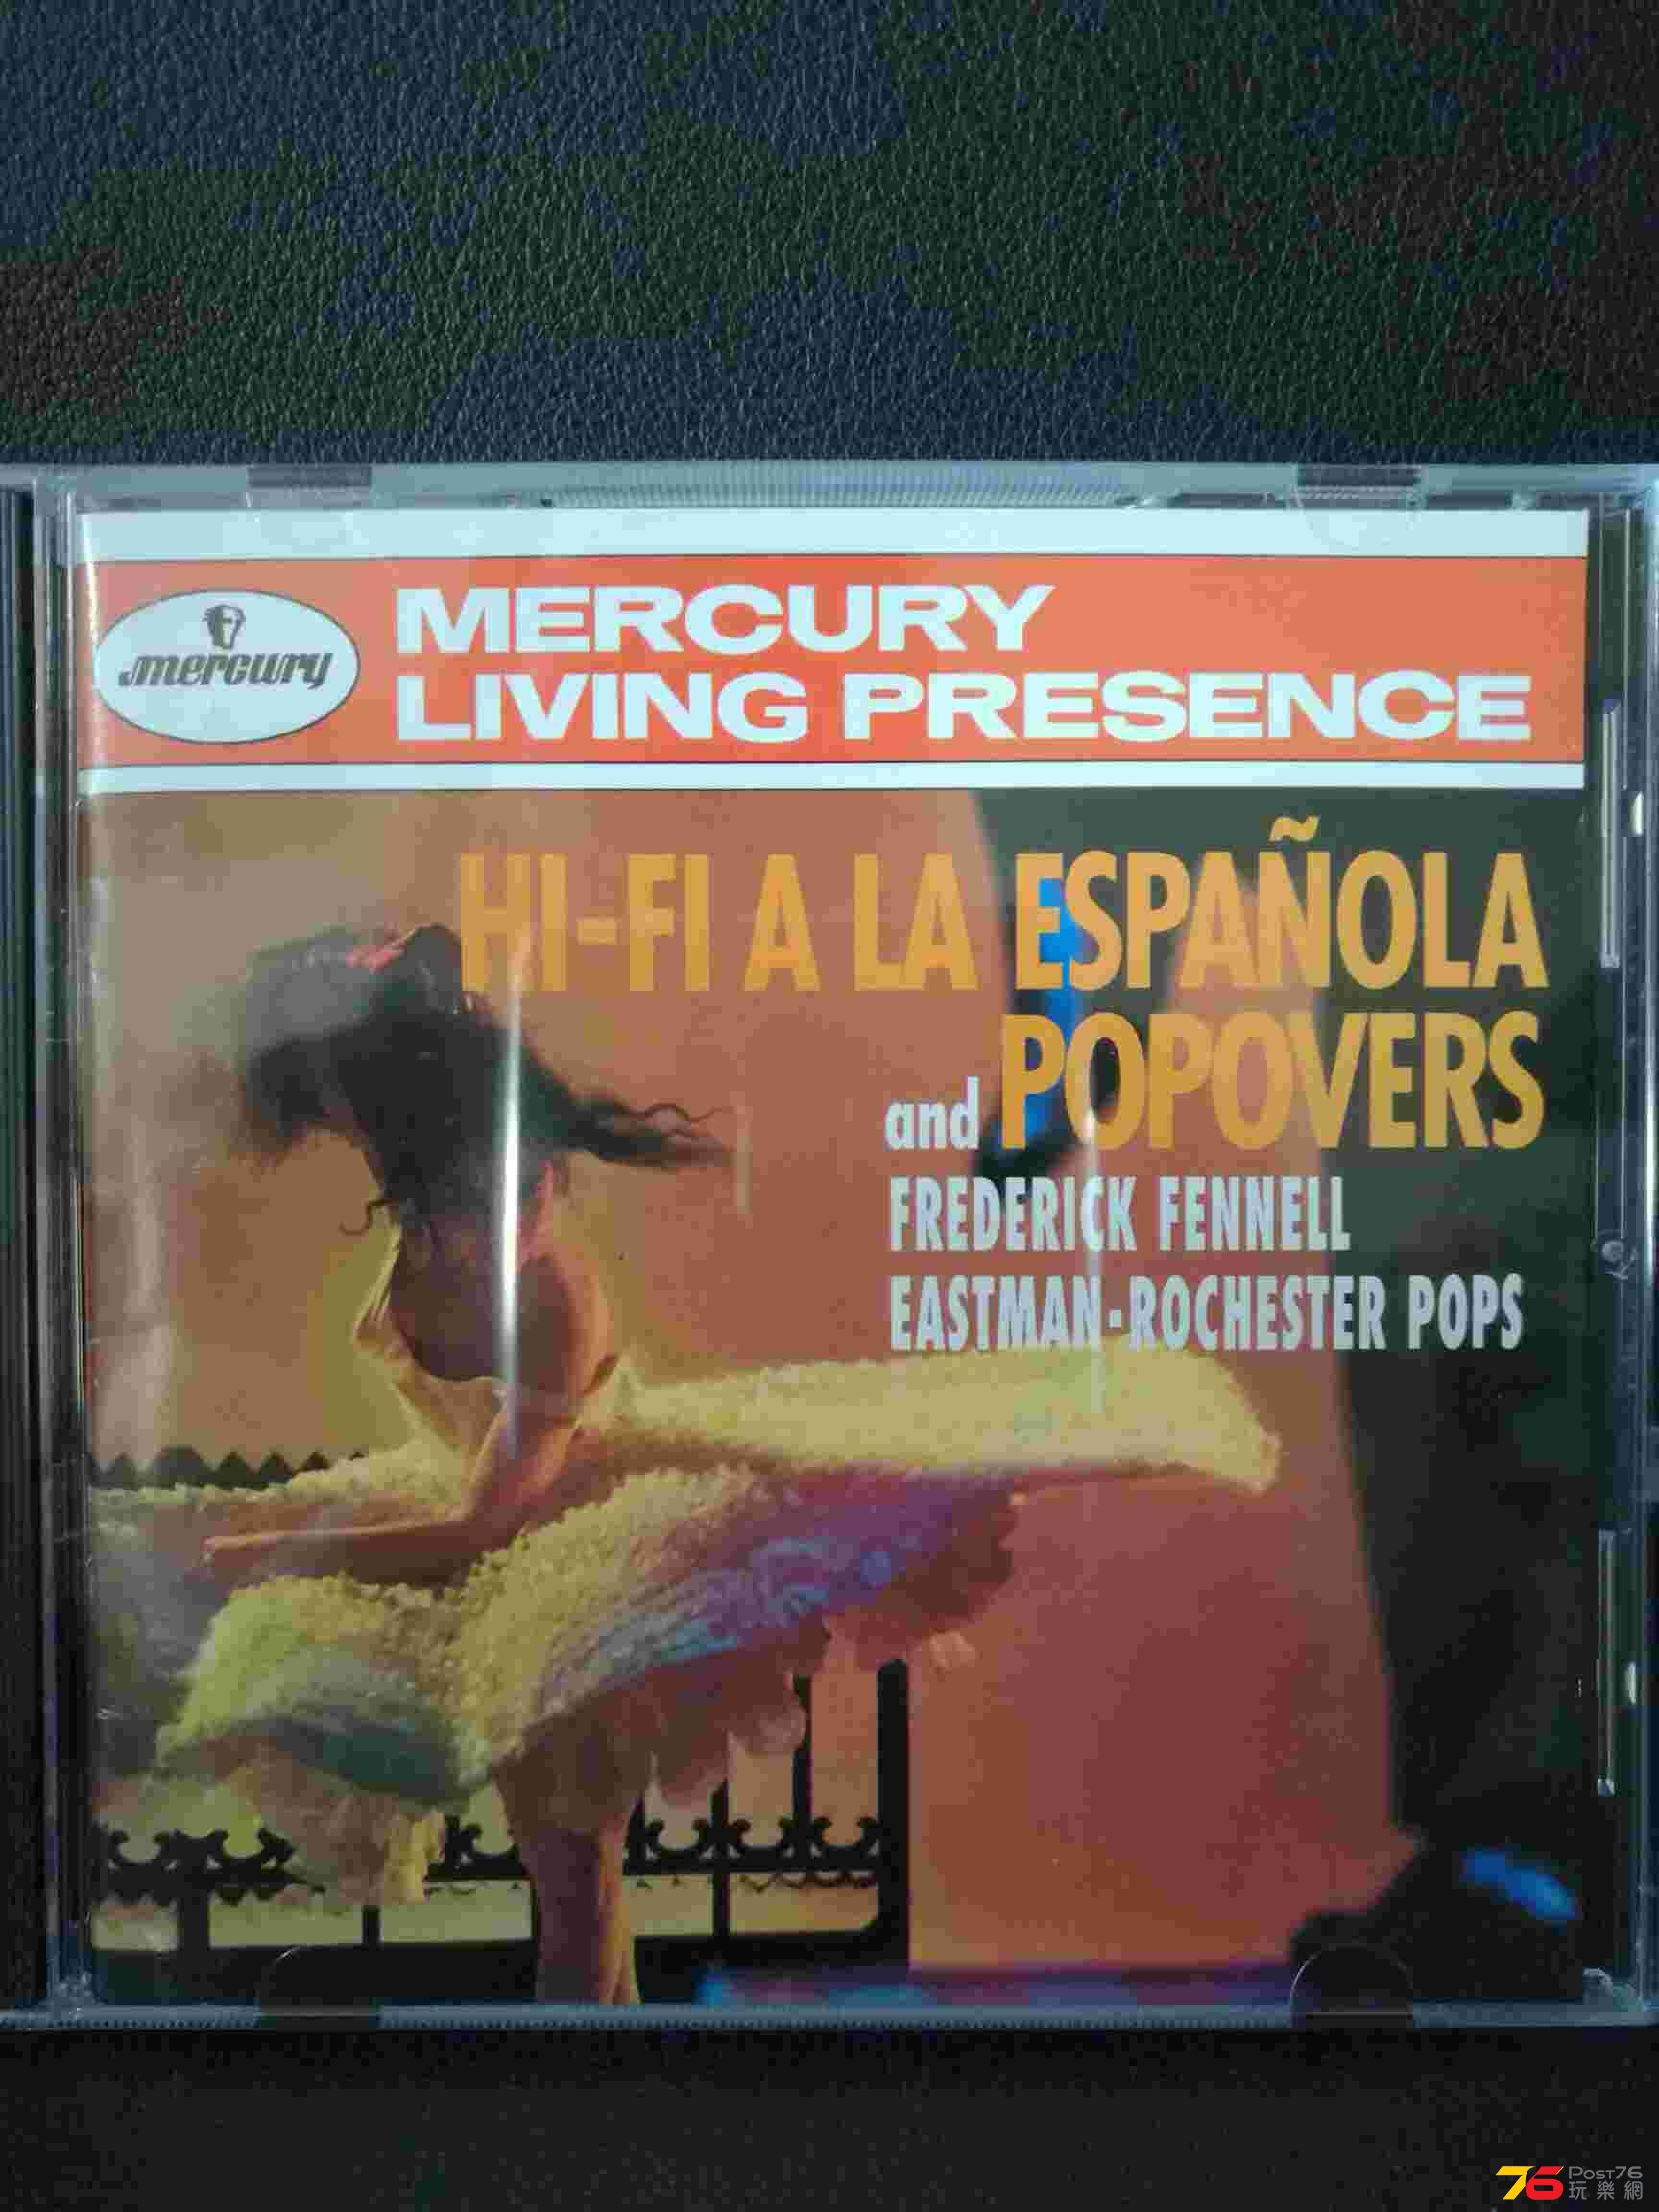 mercury
MERCURY
LIVING PRESENCE
HI-FI A LA ESPAÑOLA
and POPOVERS
FREDERICK FENNELL
EASTMAN-ROCHESTER POPS
76 POST76
玩樂網